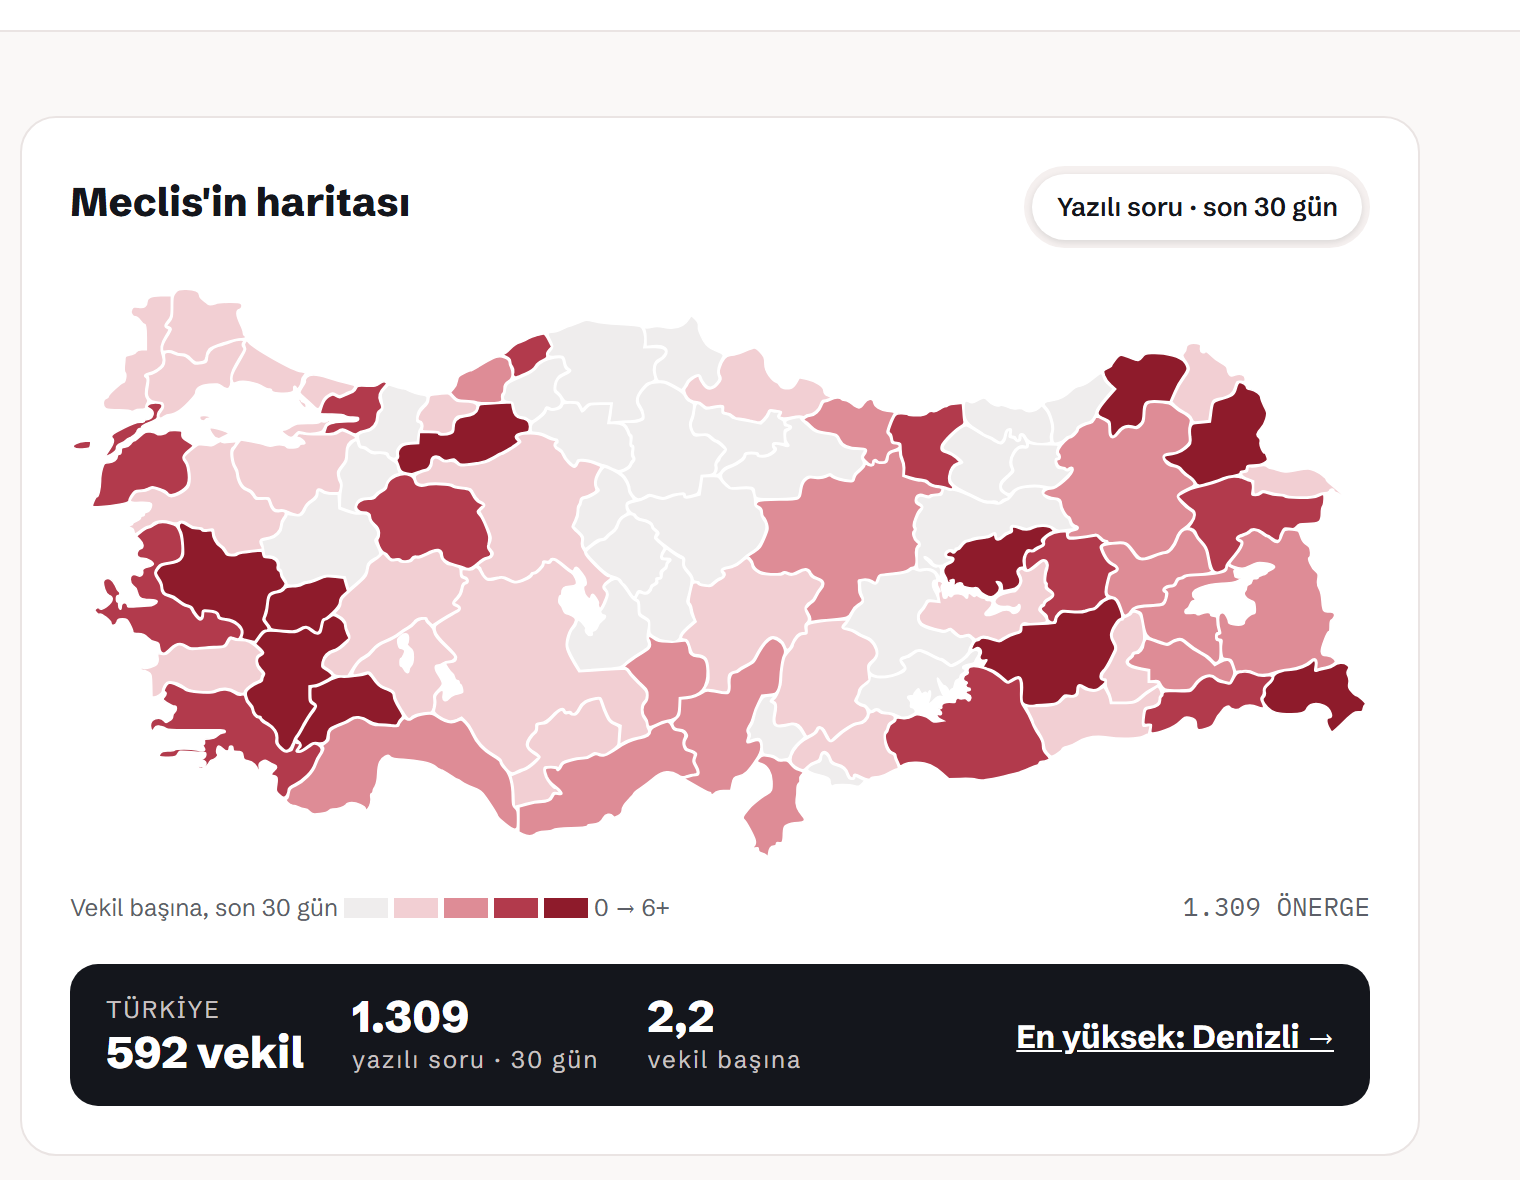 Meclis'in haritası
Yazılı soru · son 30 gün
Vekil başına, son 30 gün 0 → 6+
1.309 ÖNERGE
TÜRKİYE
592 vekil
1.309
yazılı soru · 30 gün
2,2
vekil başına
En yüksek: Denizli →